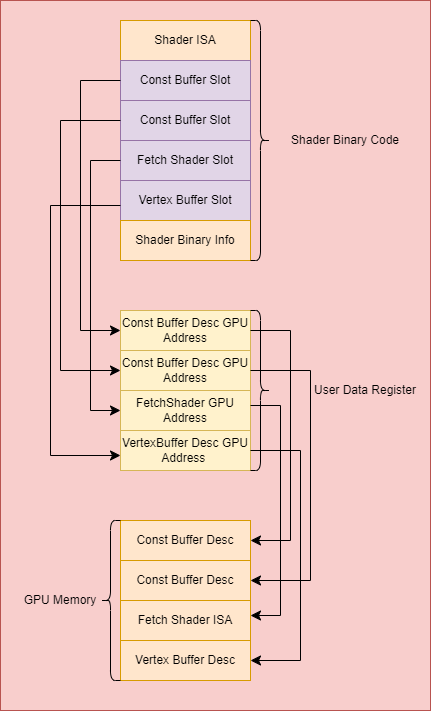 Shader ISA
Const Buffer Slot
Const Buffer Slot
Shader Binary Code
Fetch Shader Slot
Vertex Buffer Slot
Shader Binary Info
Const Buffer Desc GPU
Address
Const Buffer Desc GPU
Address
User Data Register
FetchShader GPU
Address
VertexBuffer Desc GPU
Address
Const Buffer Desc
Const Buffer Desc
GPU Memory
Fetch Shader ISA
Vertex Buffer Desc